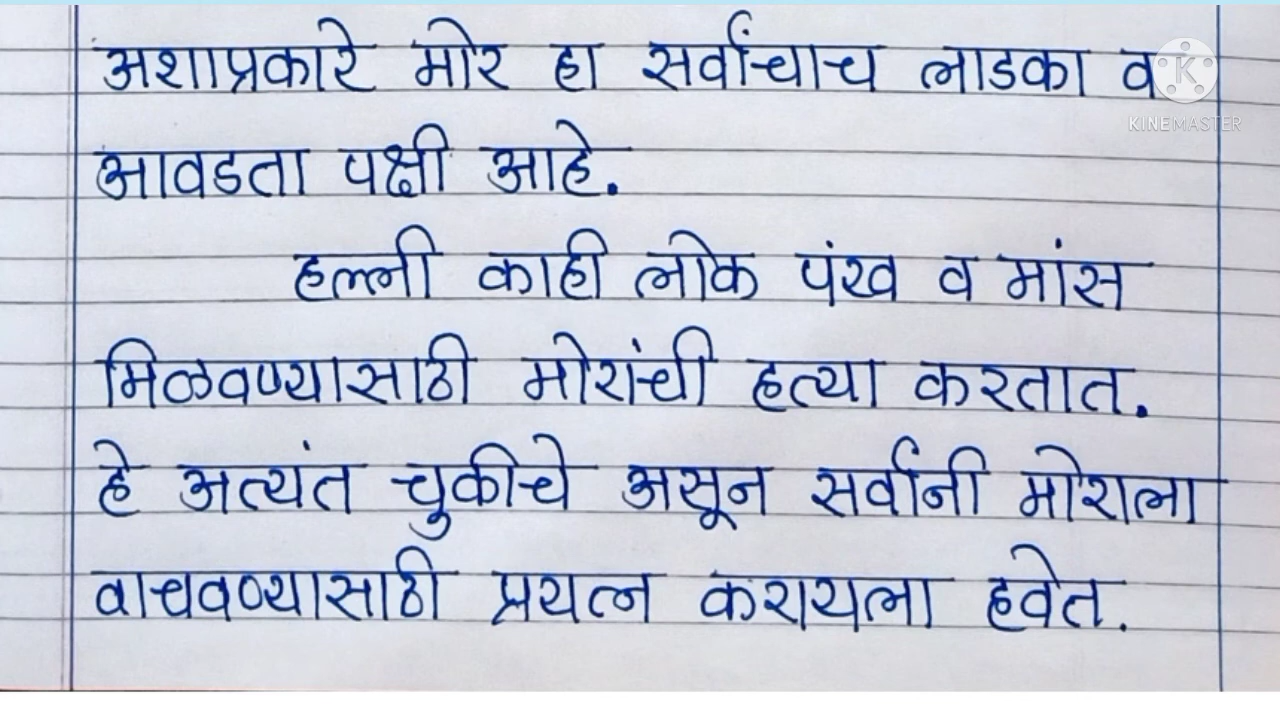 अशाप्रकारे मोर हा सर्वांचाच लाडका व
KINEMASTER
आवडता पक्षी आहे.
हल्ली काही लोक पंख व मांस
मिळवण्यासाठी मोरांची हत्या करतात.
हे अत्यंत चुकीचे असून सर्वांनी मोराला
वाचवण्यासाठी प्रयत्न करायला हवेत.